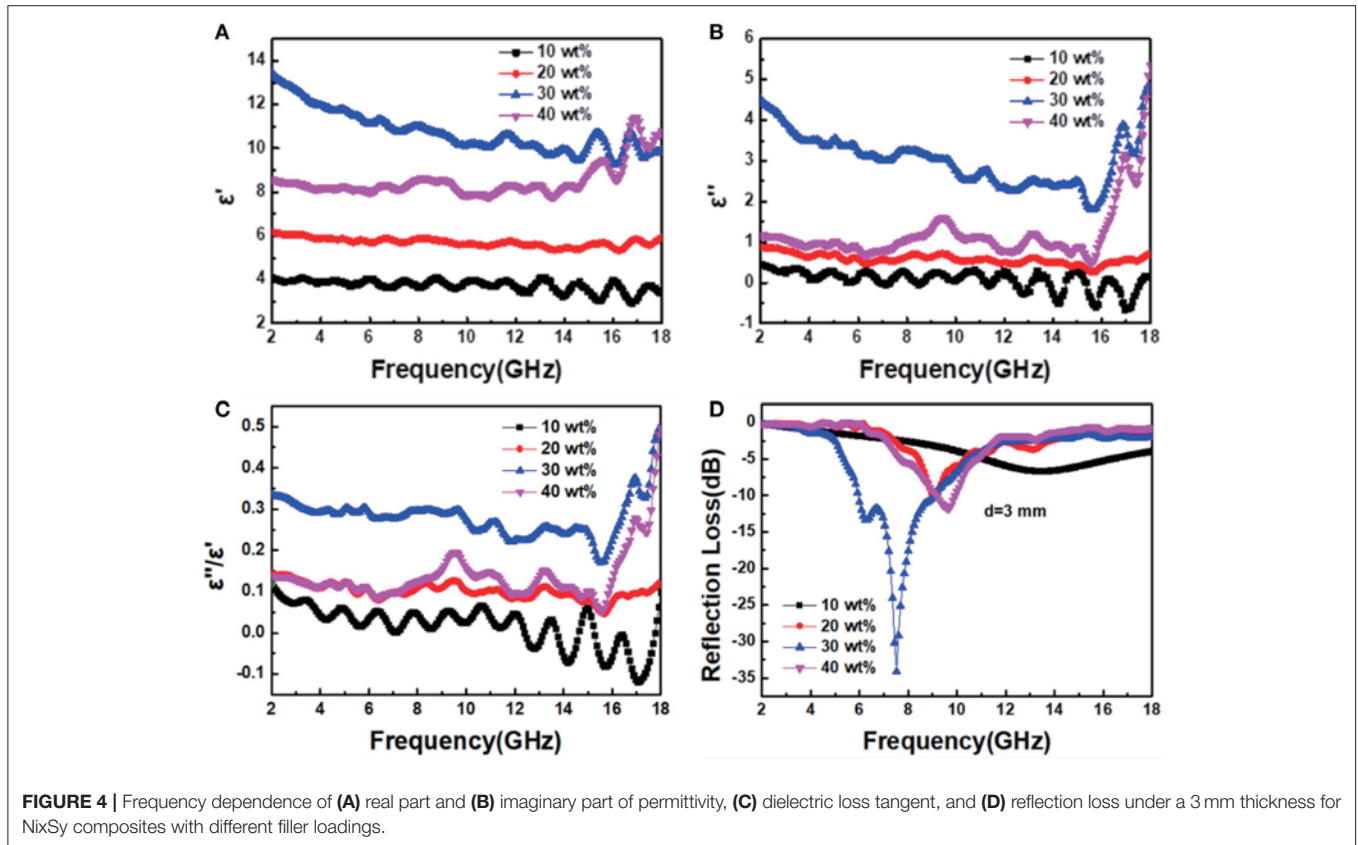 A
14
12
10
8
6
4
2
ε'
10 wt%
20 wt%
30 wt%
40 wt%
2 4 6 8 10 12 14 16 18
Frequency(GHz)
B
6
5
4
3
2
1
0
-1
ε''
10 wt%
20 wt%
30 wt%
40 wt%
2 4 6 8 10 12 14 16 18
Frequency(GHz)
C
0.5
0.4
0.3
0.2
0.1
0.0
-0.1
ε''/ε'
10 wt%
20 wt%
30 wt%
40 wt%
2 4 6 8 10 12 14 16 18
Frequency(GHz)
D
0
-5
-10
-15
-20
-25
-30
-35
Reflection Loss(dB)
d=3 mm
10 wt%
20 wt%
30 wt%
40 wt%
2 4 6 8 10 12 14 16 18
Frequency(GHz)
FIGURE 4 | Frequency dependence of (A) real part and (B) imaginary part of permittivity, (C) dielectric loss tangent, and (D) reflection loss under a 3 mm thickness for
NixSy composites with different filler loadings.